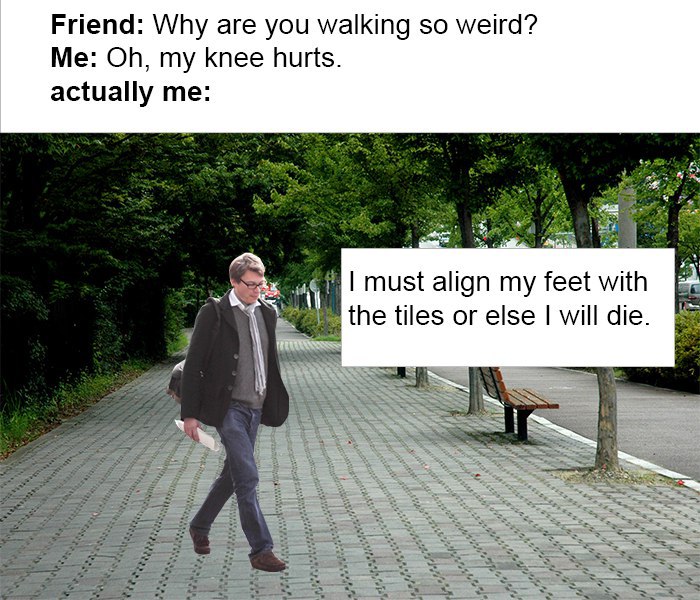 Friend: Why are you walking so weird?
Me: Oh, my knee hurts.
actually me:
I must align my feet with
the tiles or else I will die.